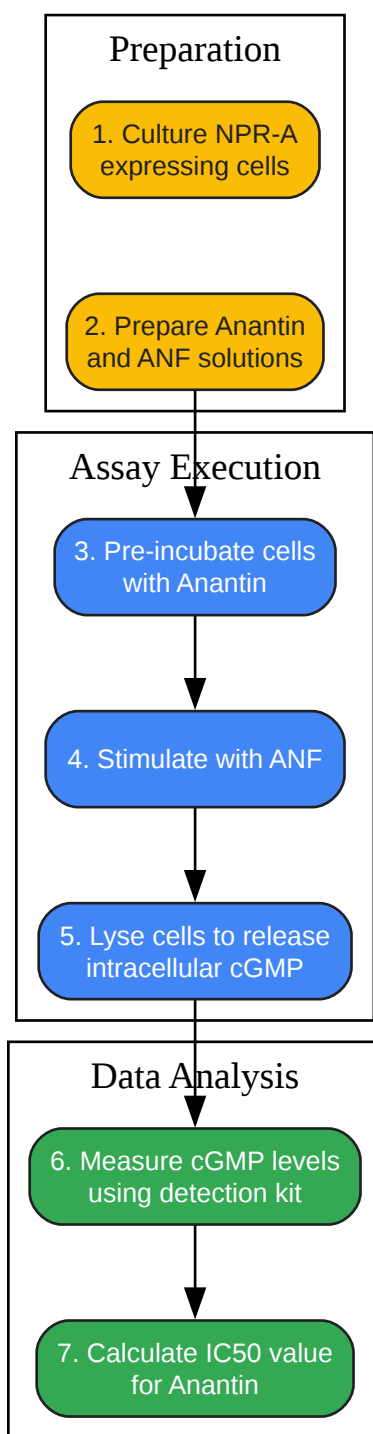 Preparation
1. Culture NPR-A
expressing cells
2. Prepare Anantin
and ANF solutions
Assay Execution
3. Pre-incubate cells
with Anantin
4. Stimulate with ANF
5. Lyse cells to release
intracellular cGMP
Data Analysis
6. Measure cGMP levels
using detection kit
7. Calculate IC50 value
for Anantin